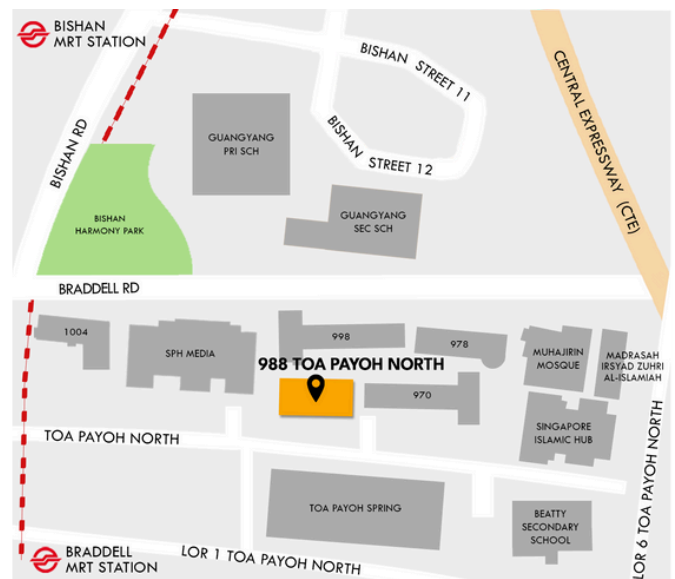 BISHAN
MRT STATION
BISHAN STREET 11
BISHAN STREET 12
CENTRAL EXPRESSWAY (CTE)
GUANGYANG
PRI SCH
BISHAN RD
BISHAN
HARMONY PARK
GUANGYANG
SEC SCH
BRADDELL RD
1004
SPH MEDIA
998
978
988 TOA PAYOH NORTH
970
MUHAJIRIN
MOSQUE
MADRASAH
IRSYAD ZUHRI
AL-ISLAMIAH
SINGAPORE
ISLAMIC HUB
TOA PAYOH NORTH
TOA PAYOH SPRING
BEATTY
SECONDARY
SCHOOL
LOR 6 TOA PAYOH NORTH
BRADDELL
MRT STATION
LOR 1 TOA PAYOH NORTH